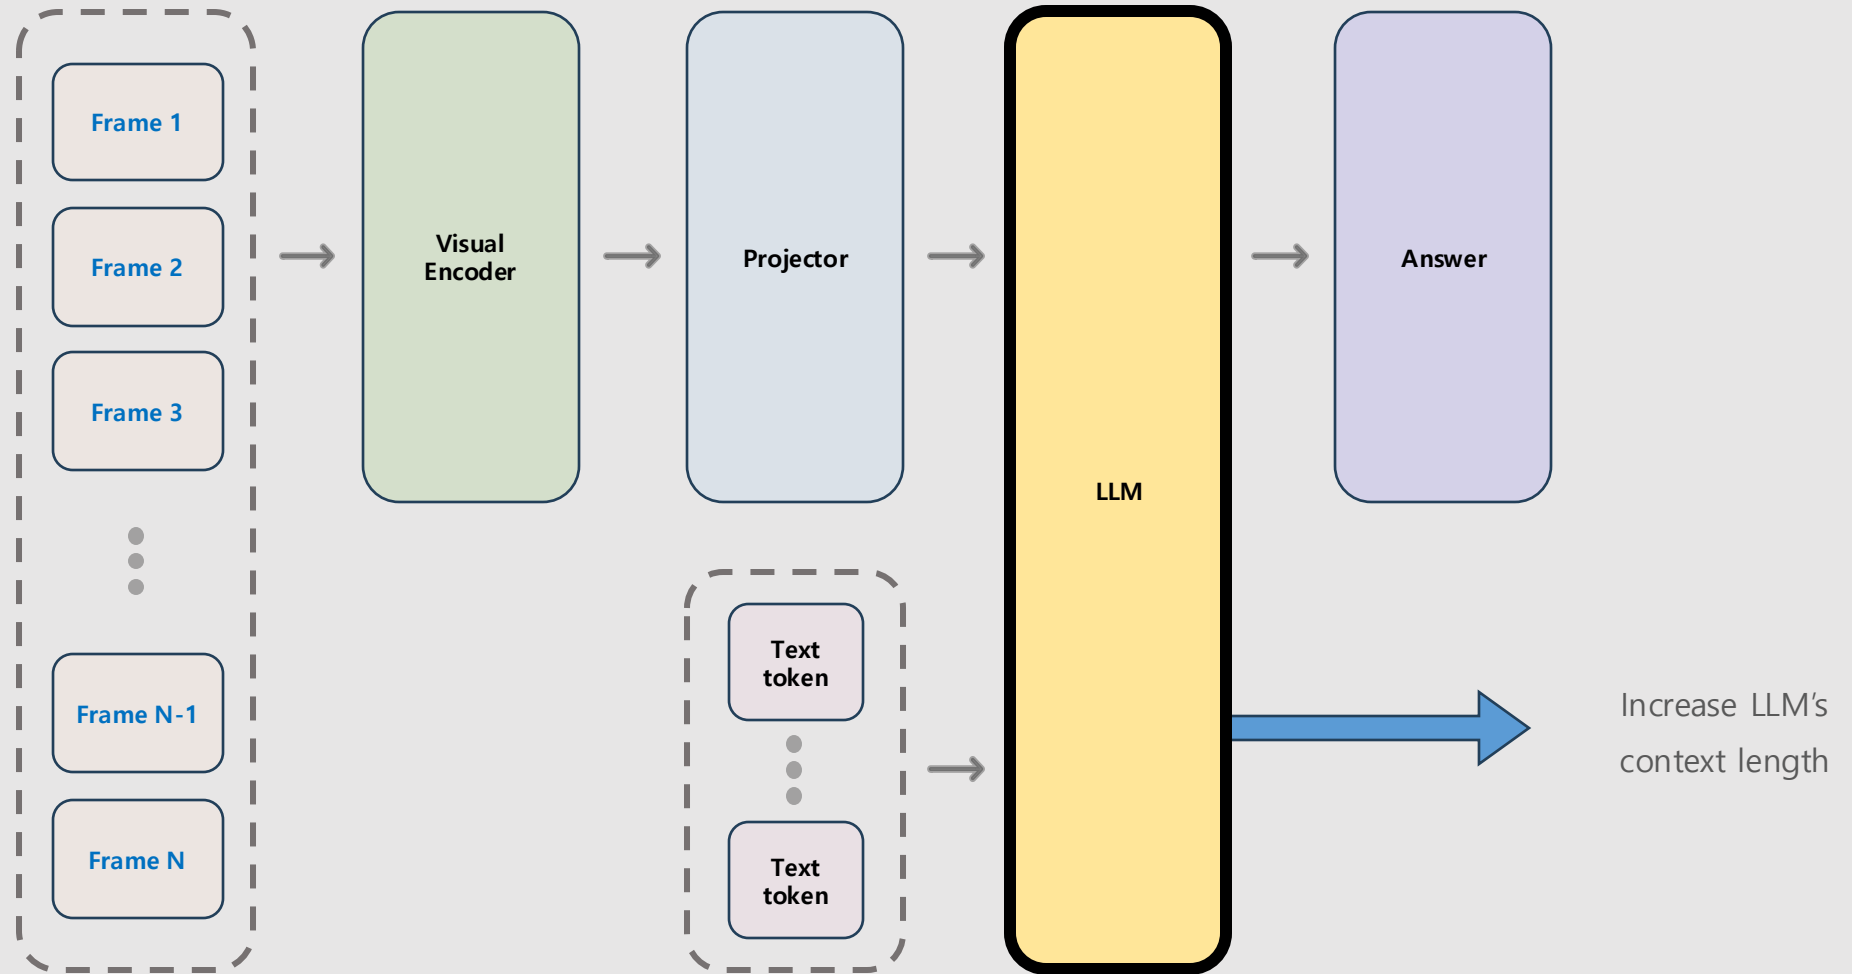 Frame 1
Frame 2
Frame 3
Frame N-1
Frame N
Visual
Encoder
Projector
Text
token
Text
token
LLM
Answer
Increase LLM's
context length